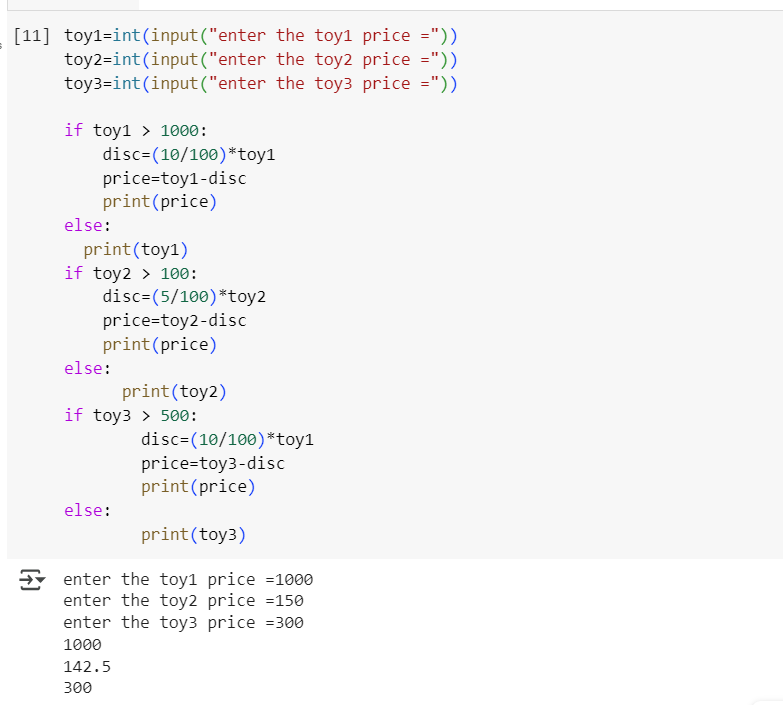 [11] toy1=int(input("enter the toy1 price ="))
toy2=int(input("enter the toy2 price ="))
toy3=int(input("enter the toy3 price ="))

if toy1 > 1000:
    disc=(10/100)*toy1
    price=toy1-disc
    print(price)
else:
  print(toy1)
if toy2 > 100:
    disc=(5/100)*toy2
    price=toy2-disc
    print(price)
else:
      print(toy2)
if toy3 > 500:
        disc=(10/100)*toy1
        price=toy3-disc
        print(price)
else:
        print(toy3)

enter the toy1 price =1000
enter the toy2 price =150
enter the toy3 price =300
1000
142.5
300